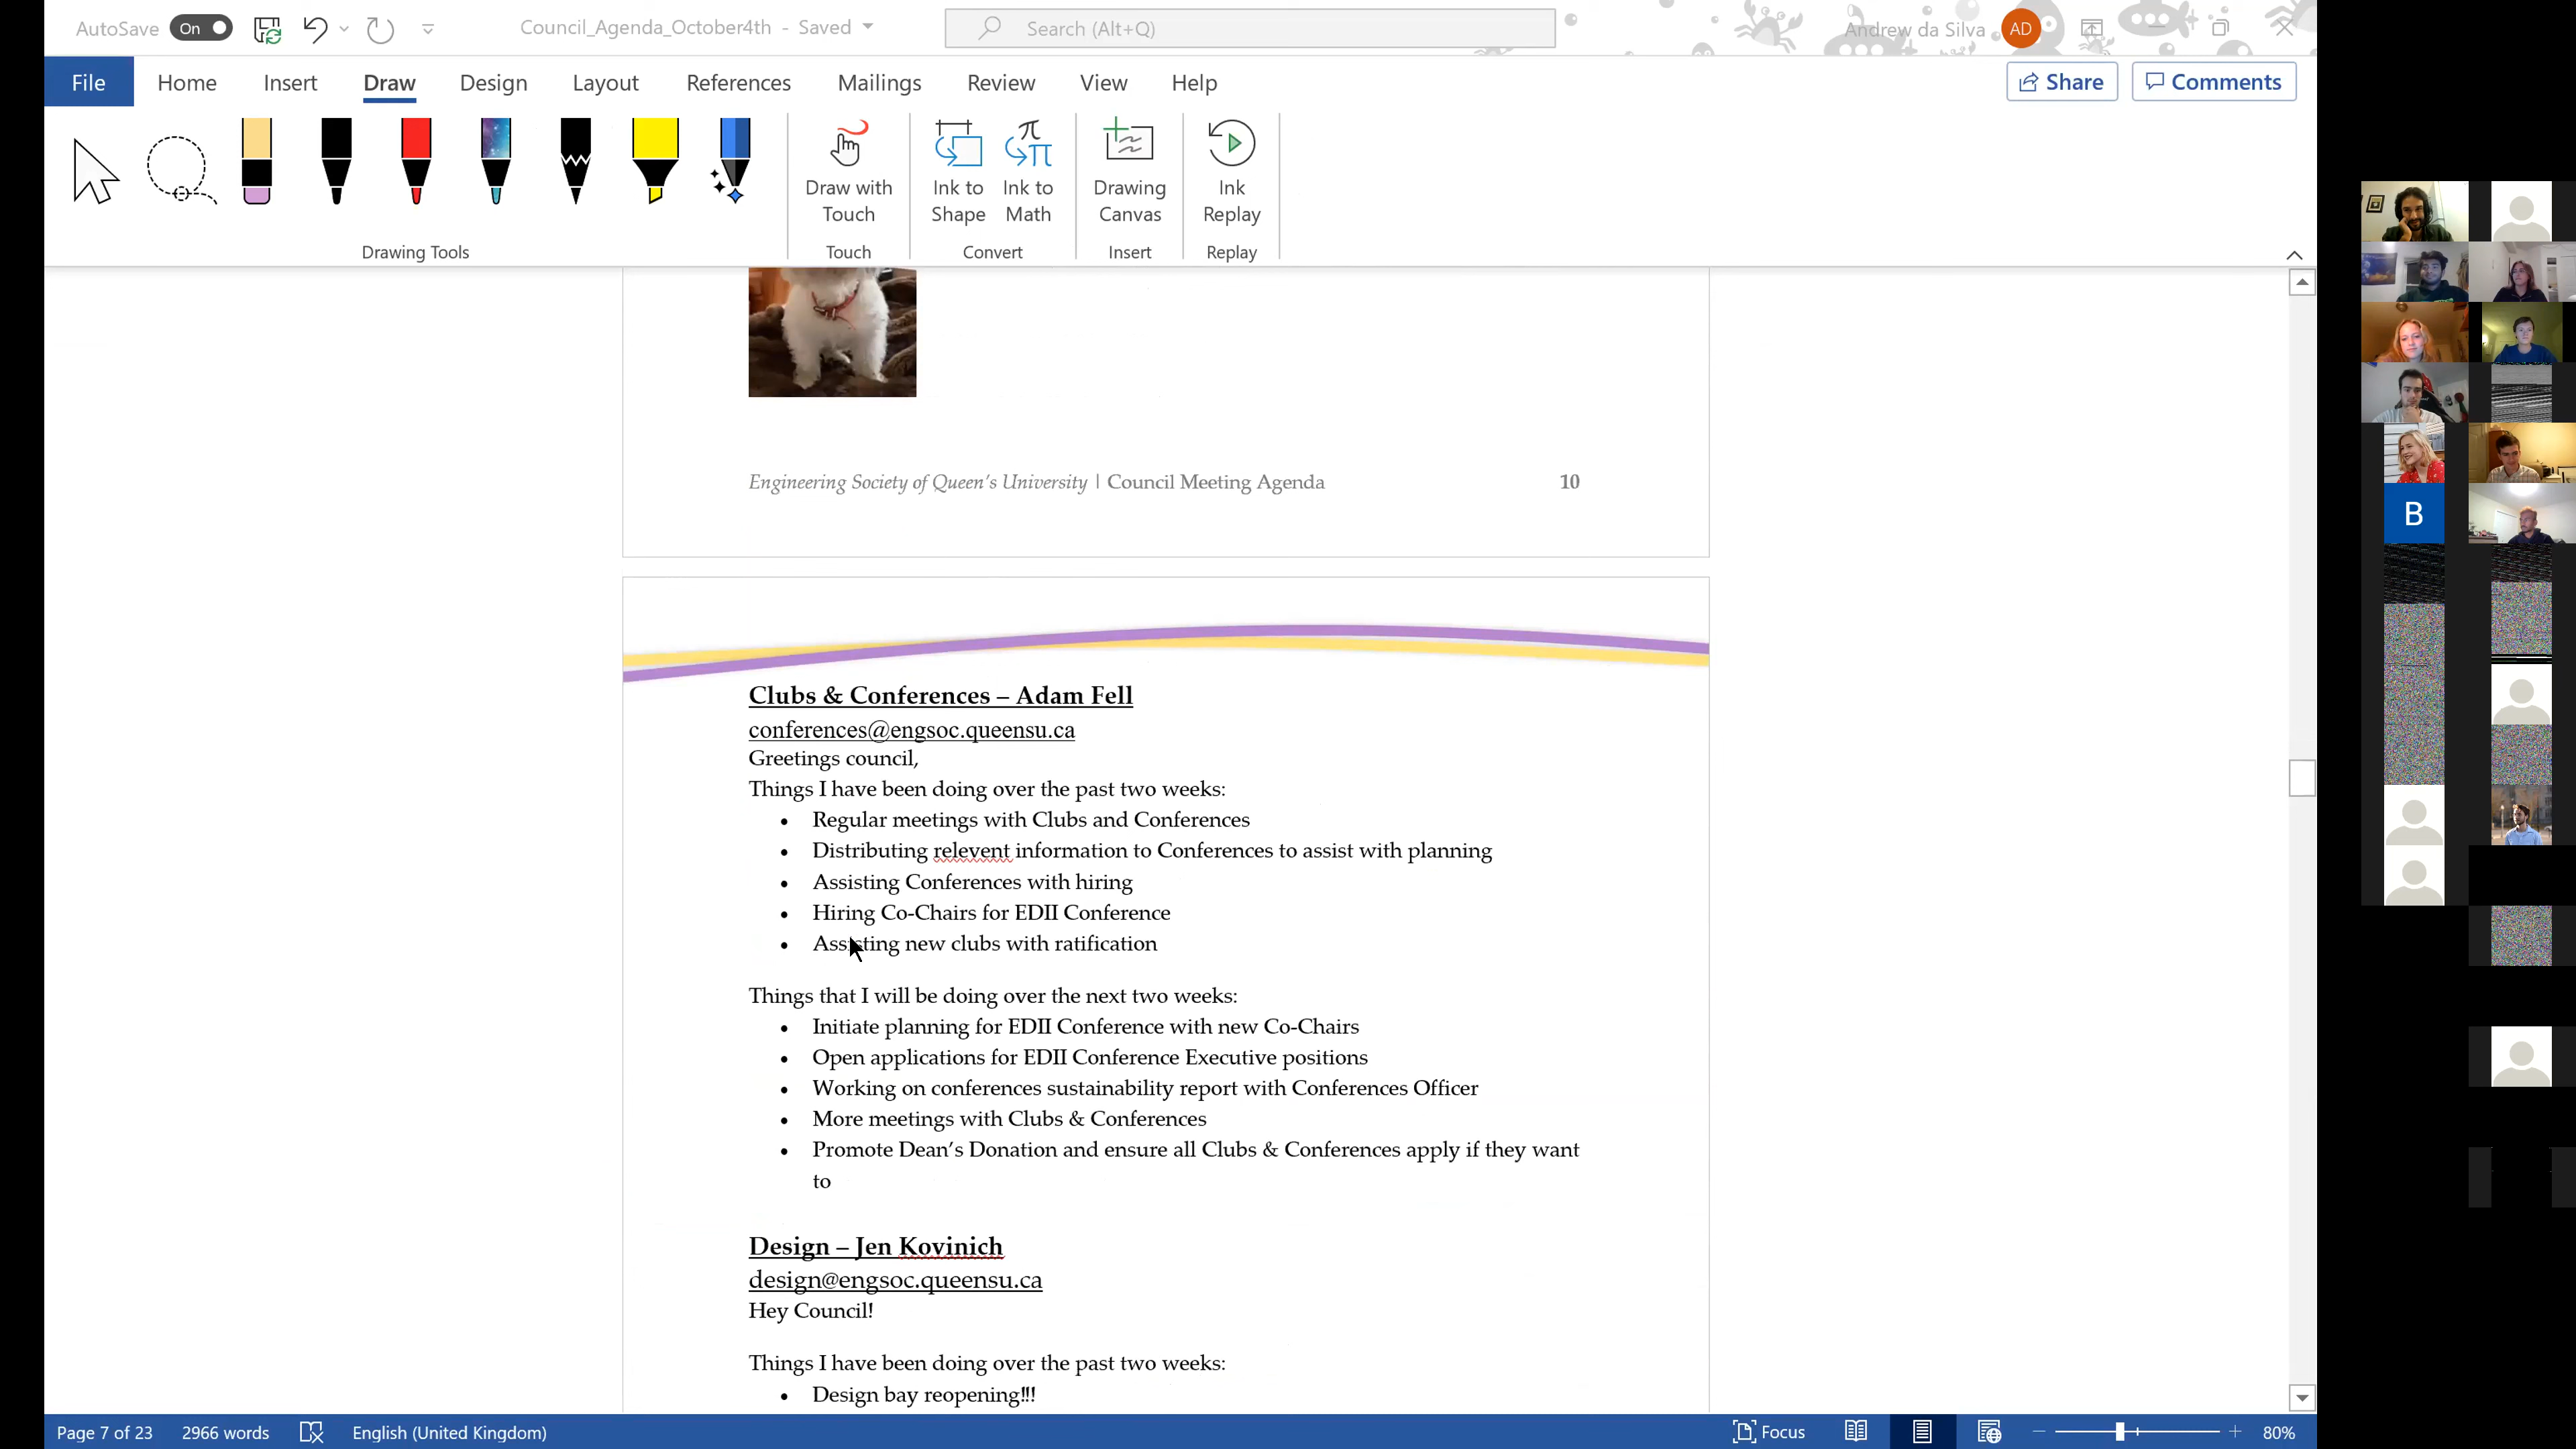 AutoSave On Council_Agenda_October4th - Saved Search (Alt+Q) Andrew da Silva AD
File Home Insert Draw Design Layout References Mailings Review View Help Share Comments
Draw with Touch
Ink to Shape
Ink to Math
Drawing Canvas
Ink Replay
Drawing Tools Touch Convert Insert Replay
Engineering Society of Queen's University | Council Meeting Agenda 10
Clubs & Conferences – Adam Fell
conferences@engsoc.queensu.ca
Greetings council,
Things I have been doing over the past two weeks:
• Regular meetings with Clubs and Conferences
• Distributing relevent information to Conferences to assist with planning
• Assisting Conferences with hiring
• Hiring Co-Chairs for EDII Conference
• Assisting new clubs with ratification
Things that I will be doing over the next two weeks:
• Initiate planning for EDII Conference with new Co-Chairs
• Open applications for EDII Conference Executive positions
• Working on conferences sustainability report with Conferences Officer
• More meetings with Clubs & Conferences
• Promote Dean's Donation and ensure all Clubs & Conferences apply if they want
to
Design – Jen Kovinich
design@engsoc.queensu.ca
Hey Council!
Things I have been doing over the past two weeks:
• Design bay reopening!!!
B
Page 7 of 23 2966 words English (United Kingdom) Focus 80%